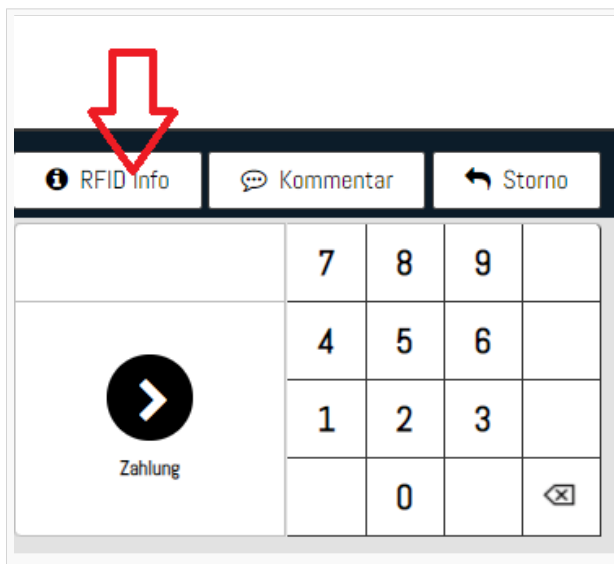 RFID Info
Kommentar
Storno
7 8 9
4 5 6
1 2 3
Zahlung
0